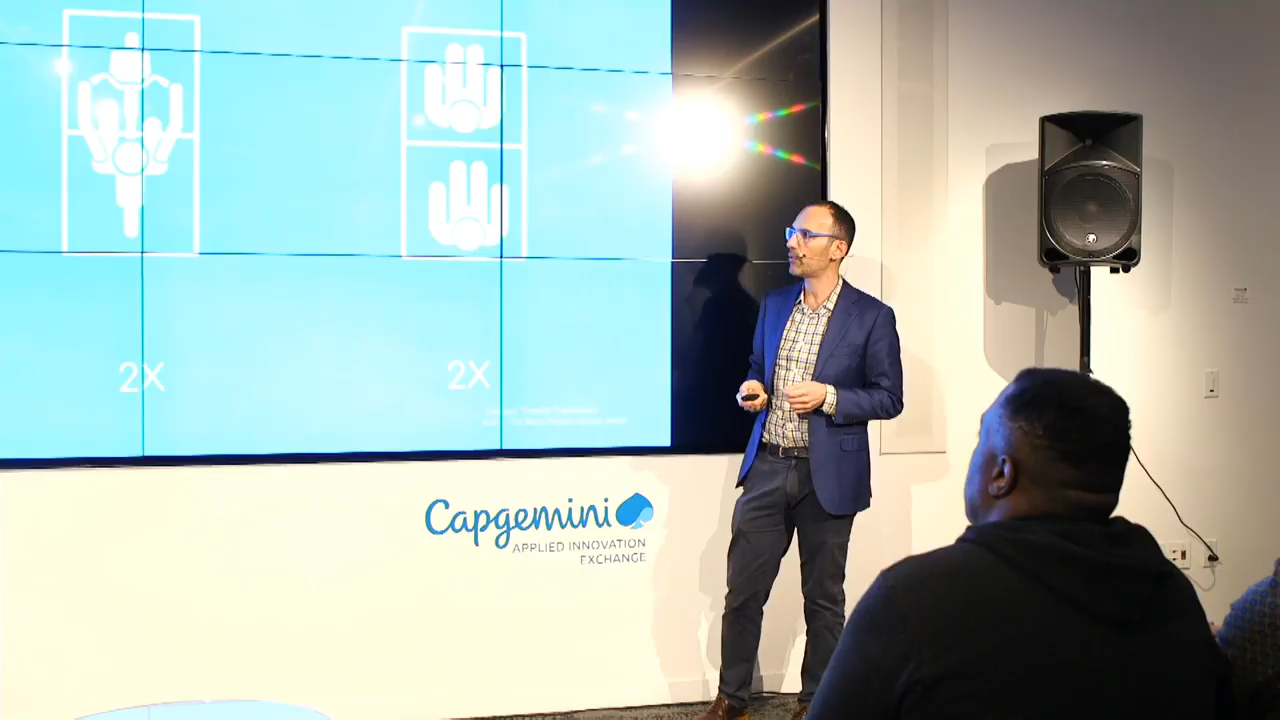 2X
2X
Capgemini
APPLIED INNOVATION
EXCHANGE